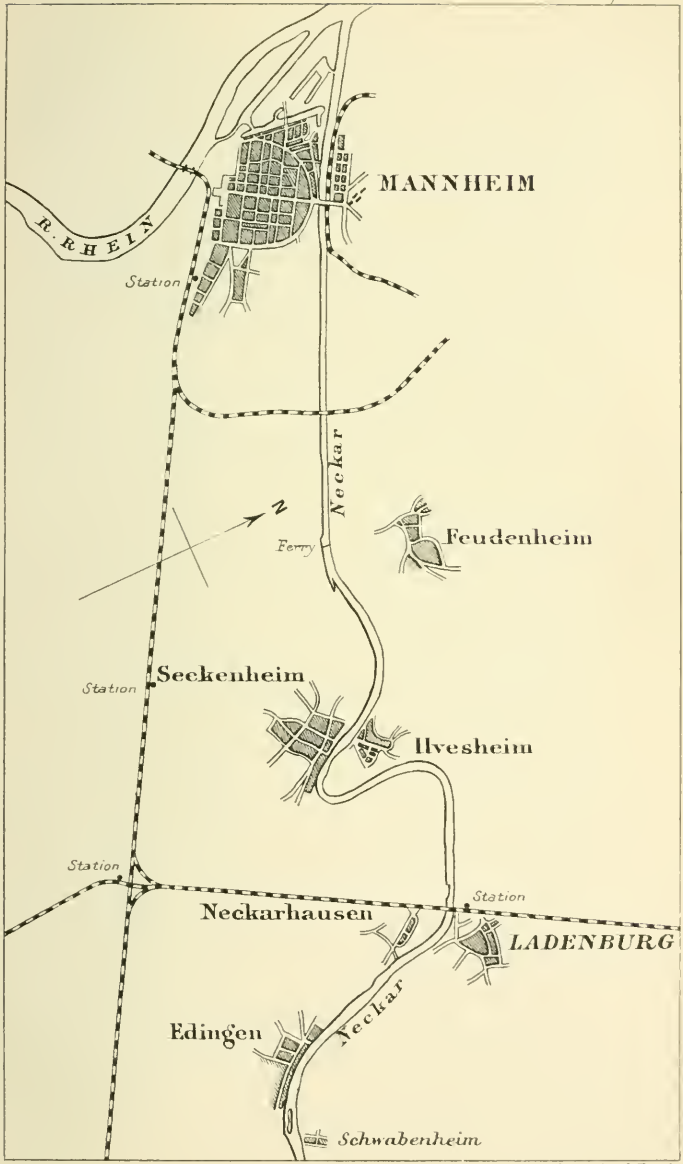 MANNHEIM
R. RHEIN
Station
Neckar
N
Feudenheim
Ferry
Seckenheim
Station
Ilvesheim
Station
Station
Neckarhausen
LADENBURG
Neckar
Edingen
Schwabenheim